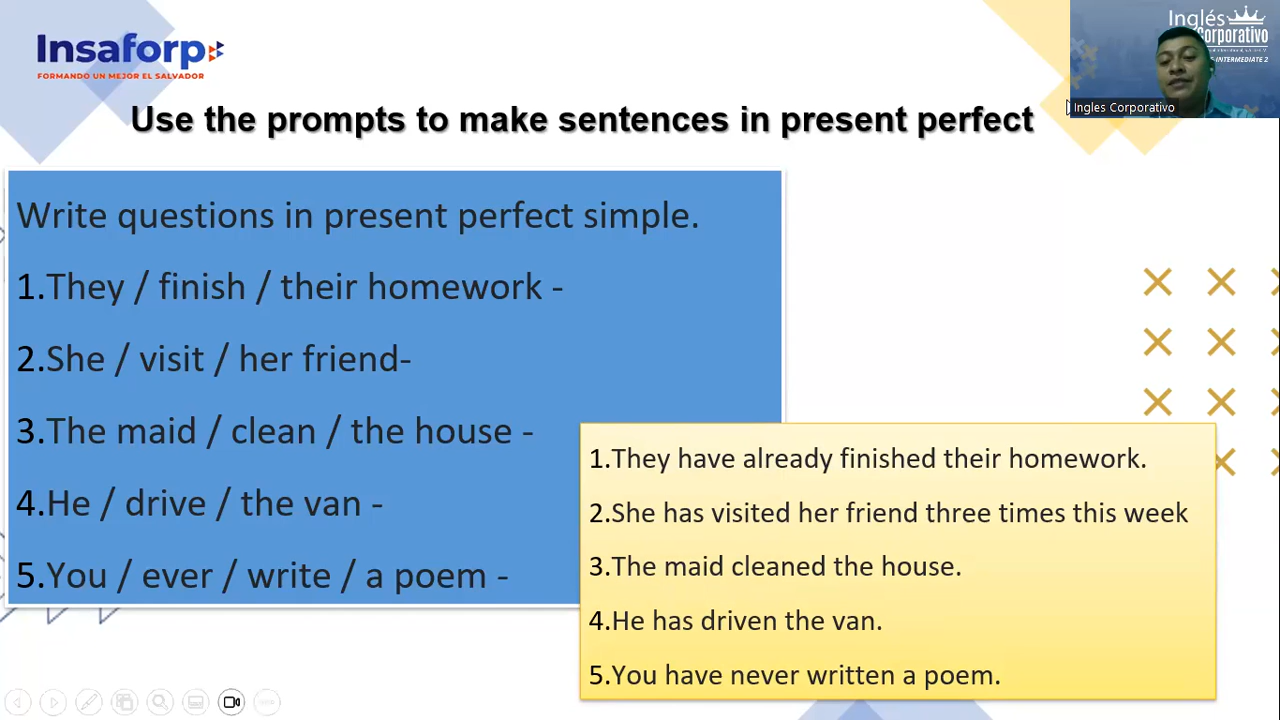 Insaforp
FORMANDO UN MEJOR EL SALVADOR
Inglés
Corporativo
INTERMEDIATE 2
Ingles Corporativo
Use the prompts to make sentences in present perfect
Write questions in present perfect simple.
1.They / finish / their homework -
2.She / visit / her friend-
3.The maid / clean / the house -
4.He / drive / the van -
5.You / ever / write / a poem -
1.They have already finished their homework.
2.She has visited her friend three times this week
3.The maid cleaned the house.
4.He has driven the van.
5.You have never written a poem.